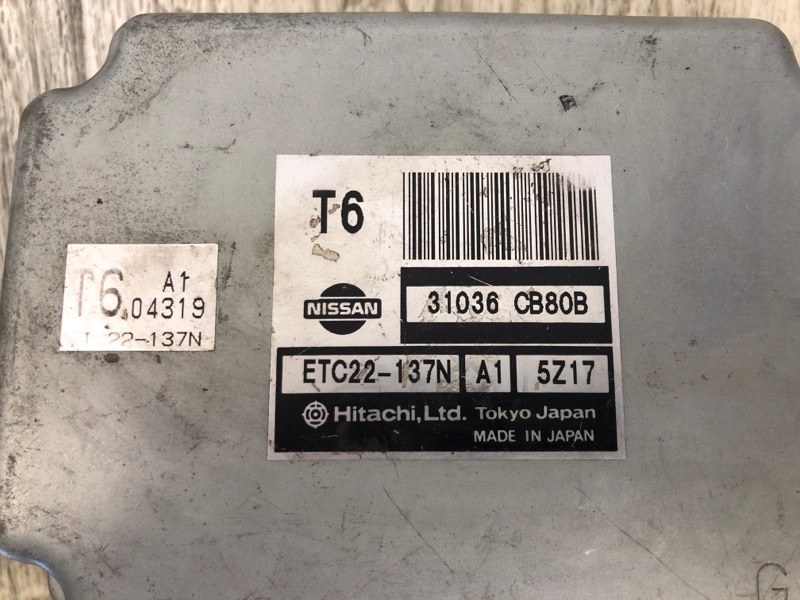 T6
NISSAN
31036 CB80B
ETC22-137N A1 5Z17
Hitachi, Ltd. Tokyo Japan
MADE IN JAPAN
T6 A1
04319
22-137N
G